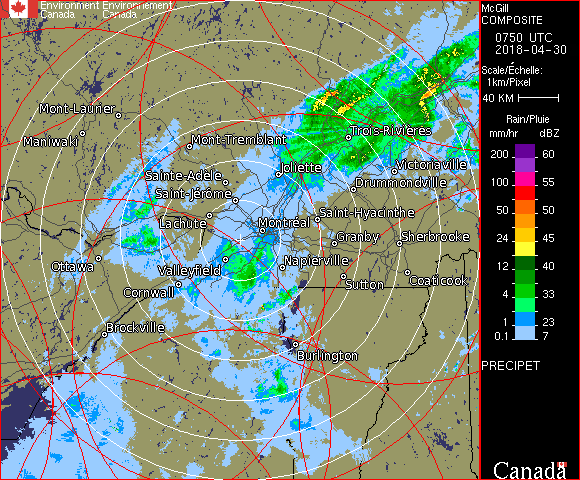 Environment Environnement
Canada Canada
McGill
COMPOSITE
0750 UTC
2018-04-30
Scale/Échelle:
1km/Pixel
40 KM
Rain/Pluie
mm/hr dBZ
200 60
100 55
50 50
50 45
24 44
12 40
4 33
0.1 23
7
PRECIPET
Canada
Mont-Laurier
Maniwaki
Mont-Tremblant
Trois-Rivières
Joliette
Victoriaville
Sainte-Adèle
Drummondville
Saint-Jérôme
Saint-Hyacinthe
Lachute
Montréal
Granby
Sherbrooke
Ottawa
Valleyfield
Napierville
Cornwall
Sutton
Coaticook
Brockville
Burlington